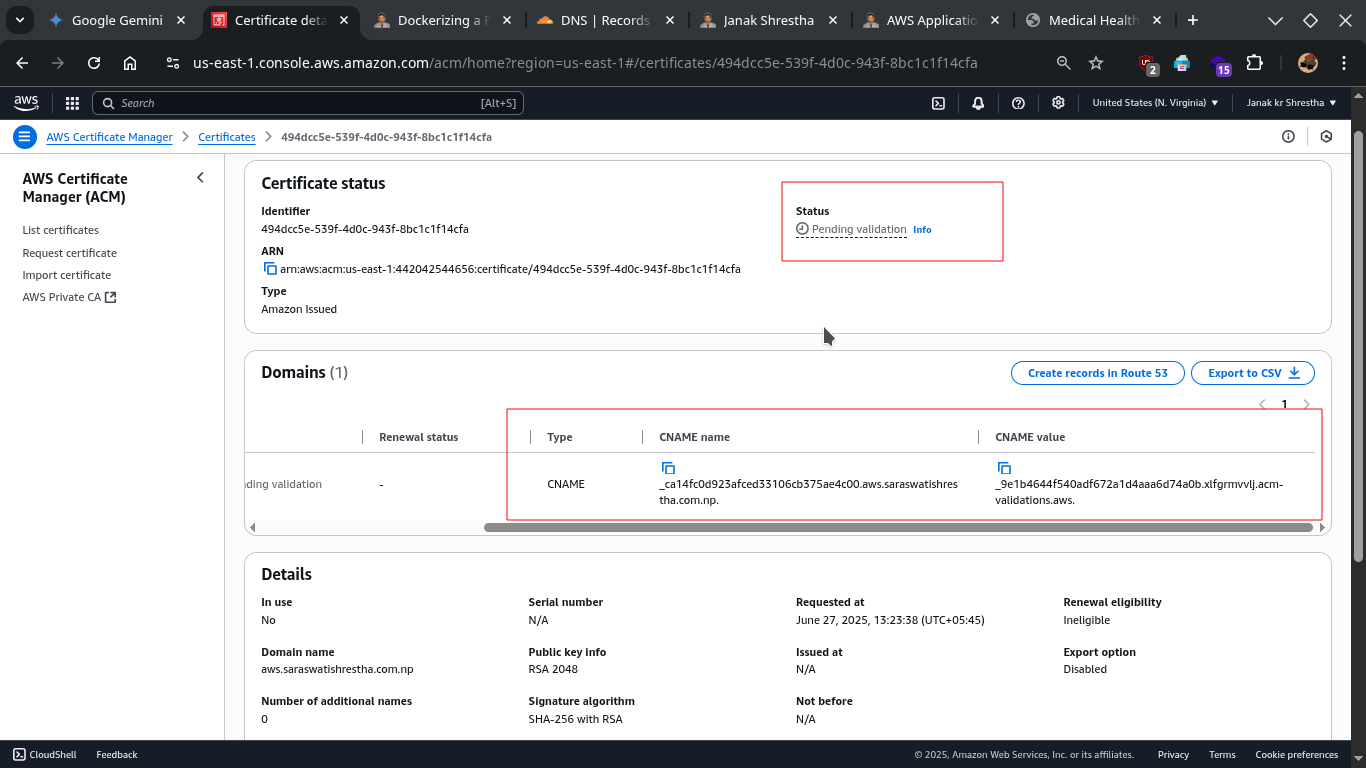 Google Gemini
Certificate deta
Dockerizing a F
DNS | Records
Janak Shrestha
AWS Applicatio
Medical Health
us-east-1.console.aws.amazon.com/acm/home?region=us-east-1#/certificates/494dcc5e-539f-4d0c-943f-8bc1c1f14cfa
2
15
aws
Search
[Alt+S]
United States (N. Virginia)
Janak kr Shrestha
AWS Certificate Manager
Certificates
494dcc5e-539f-4d0c-943f-8bc1c1f14cfa
AWS Certificate
Manager (ACM)
List certificates
Request certificate
Import certificate
AWS Private CA
Certificate status
Identifier
494dcc5e-539f-4d0c-943f-8bc1c1f14cfa
Status
Pending validation Info
ARN
arn:aws:acm:us-east-1:442042544656:certificate/494dcc5e-539f-4d0c-943f-8bc1c1f14cfa
Type
Amazon Issued
Domains (1)
Create records in Route 53
Export to CSV
1
Renewal status
Type
CNAME name
CNAME value
ding validation
-
CNAME
_ca14fc0d923afced33106cb375ae4c00.aws.saraswatishres
tha.com.np.
_9e1b4644f540adf672a1d4aaa6d74a0b.xlfgrmvvlj.acm-
validations.aws.
Details
In use
No
Serial number
N/A
Requested at
June 27, 2025, 13:23:38 (UTC+05:45)
Renewal eligibility
Ineligible
Domain name
aws.saraswatishrestha.com.np
Public key info
RSA 2048
Issued at
N/A
Export option
Disabled
Number of additional names
0
Signature algorithm
SHA-256 with RSA
Not before
N/A
CloudShell
Feedback
© 2025, Amazon Web Services, Inc. or its affiliates.
Privacy
Terms
Cookie preferences